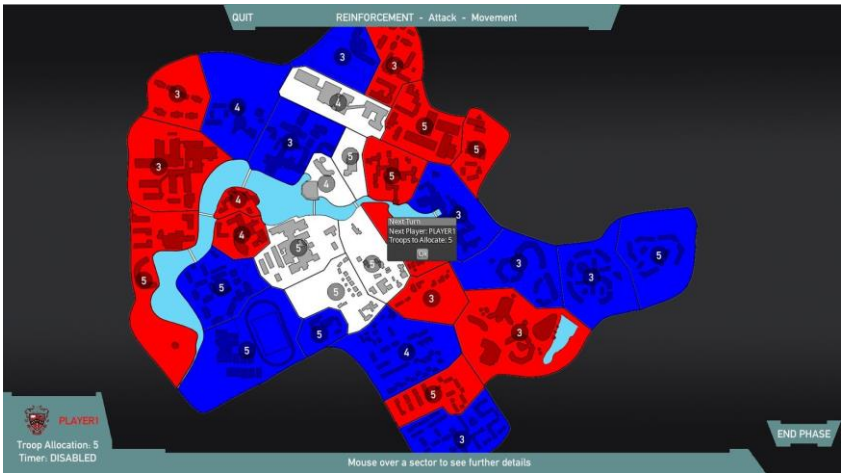 QUIT
REINFORCEMENT - Attack - Movement
3
3
3
4
4
5
3
3
5
5
4
5
4
3
4
5
5
5
3
3
5
5
5
5
3
3
5
5
4
5
3
Next Turn
Next Player: PLAYER1
Troops to Allocate: 5
OK
PLAYER1
Troop Allocation: 5
Timer: DISABLED
END PHASE
Mouse over a sector to see further details